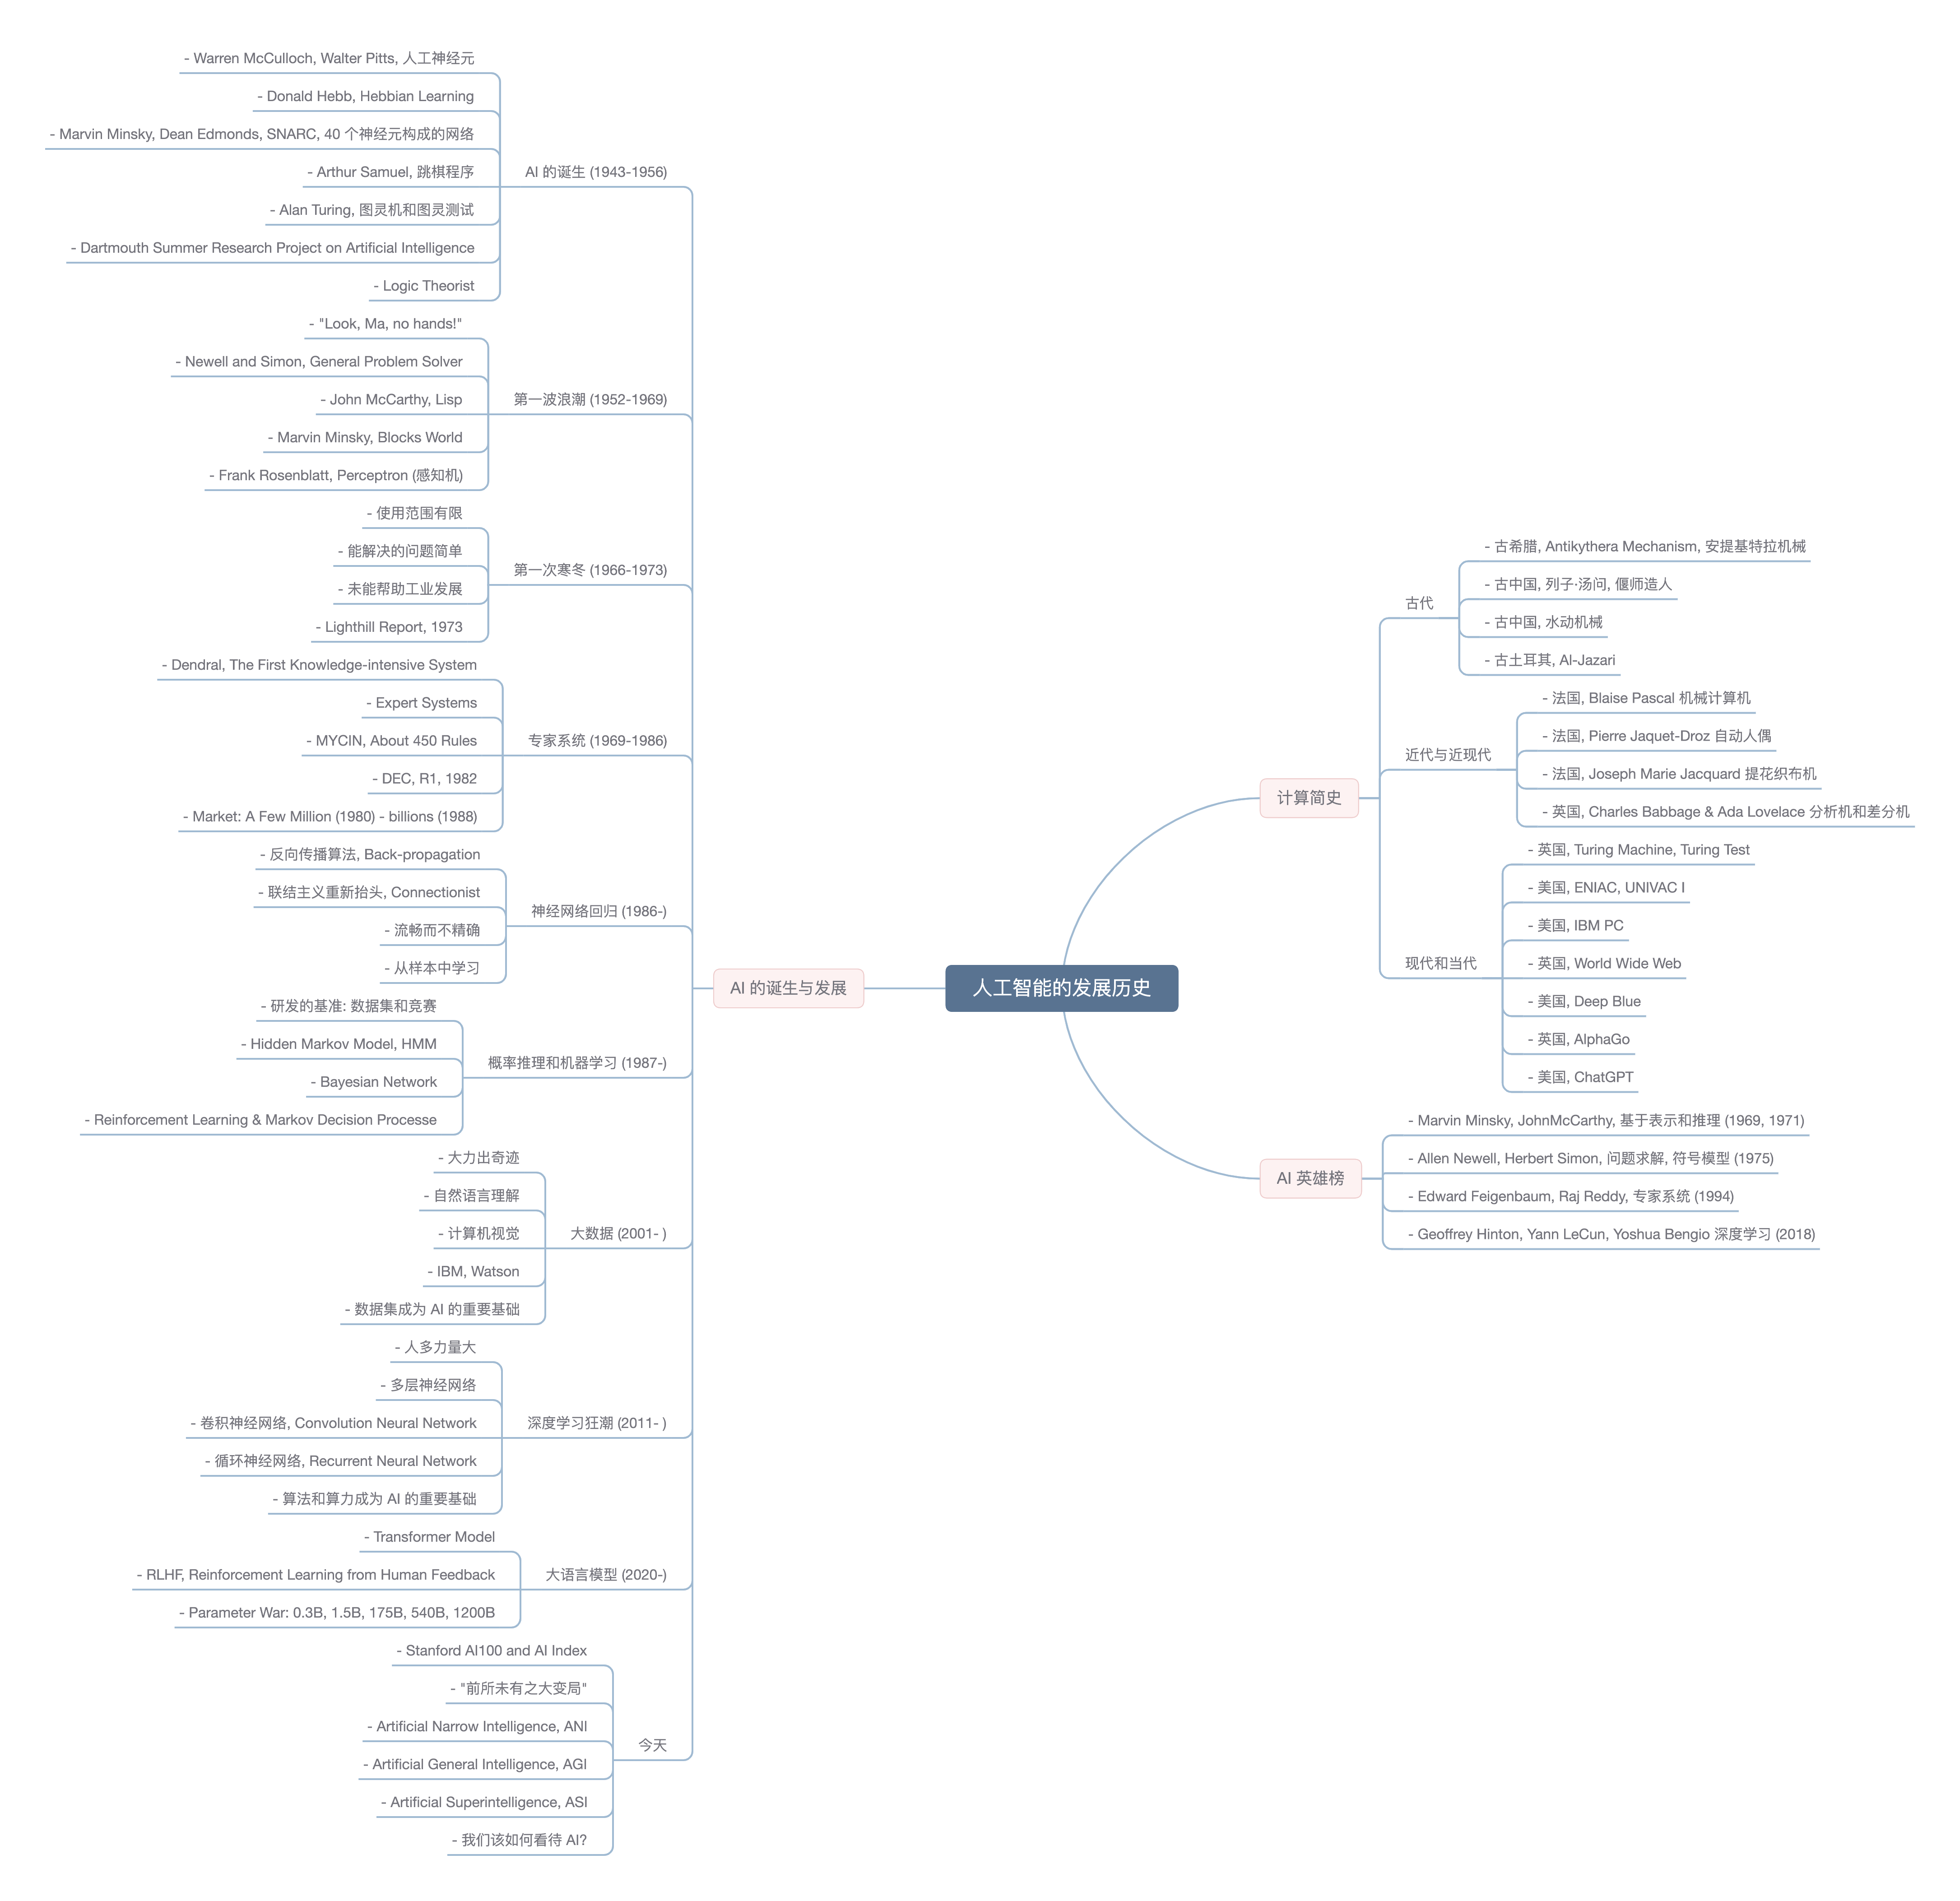 人工智能的发展历史
计算简史
古代
- 古希腊, Antikythera Mechanism, 安提基特拉机械
- 古中国, 列子·汤问, 偃师造人
- 古中国, 水动机械
- 古土耳其, Al-Jazari
近代与近现代
- 法国, Blaise Pascal 机械计算机
- 法国, Pierre Jaquet-Droz 自动人偶
- 法国, Joseph Marie Jacquard 提花织布机
- 英国, Charles Babbage & Ada Lovelace 分析机和差分机
现代和当代
- 英国, Turing Machine, Turing Test
- 美国, ENIAC, UNIVAC I
- 美国, IBM PC
- 英国, World Wide Web
- 美国, Deep Blue
- 英国, AlphaGo
- 美国, ChatGPT
AI 英雄榜
- Marvin Minsky, JohnMcCarthy, 基于表示和推理 (1969, 1971)
- Allen Newell, Herbert Simon, 问题求解, 符号模型 (1975)
- Edward Feigenbaum, Raj Reddy, 专家系统 (1994)
- Geoffrey Hinton, Yann LeCun, Yoshua Bengio 深度学习 (2018)
AI 的诞生与发展
AI 的诞生 (1943-1956)
- Warren McCulloch, Walter Pitts, 人工神经元
- Donald Hebb, Hebbian Learning
- Marvin Minsky, Dean Edmonds, SNARC, 40 个神经元构成的网络
- Arthur Samuel, 跳棋程序
- Alan Turing, 图灵机和图灵测试
- Dartmouth Summer Research Project on Artificial Intelligence
- Logic Theorist
第一波浪潮 (1952-1969)
- "Look, Ma, no hands!"
- Newell and Simon, General Problem Solver
- John McCarthy, Lisp
- Marvin Minsky, Blocks World
- Frank Rosenblatt, Perceptron (感知机)
第一次寒冬 (1966-1973)
- 使用范围有限
- 能解决的问题简单
- 未能帮助工业发展
- Lighthill Report, 1973
专家系统 (1969-1986)
- Dendral, The First Knowledge-intensive System
- Expert Systems
- MYCIN, About 450 Rules
- DEC, R1, 1982
- Market: A Few Million (1980) - billions (1988)
神经网络回归 (1986-)
- 反向传播算法, Back-propagation
- 联结主义重新抬头, Connectionist
- 流畅而不精确
- 从样本中学习
概率推理和机器学习 (1987-)
- 研发的基准: 数据集和竞赛
- Hidden Markov Model, HMM
- Bayesian Network
- Reinforcement Learning & Markov Decision Processe
大数据 (2001- )
- 大力出奇迹
- 自然语言理解
- 计算机视觉
- IBM, Watson
- 数据集成为 AI 的重要基础
深度学习狂潮 (2011- )
- 人多力量大
- 多层神经网络
- 卷积神经网络, Convolution Neural Network
- 循环神经网络, Recurrent Neural Network
- 算法和算力成为 AI 的重要基础
大语言模型 (2020-)
- Transformer Model
- RLHF, Reinforcement Learning from Human Feedback
- Parameter War: 0.3B, 1.5B, 175B, 540B, 1200B
今天
- Stanford AI100 and AI Index
- "前所未有之大变局"
- Artificial Narrow Intelligence, ANI
- Artificial General Intelligence, AGI
- Artificial Superintelligence, ASI
- 我们该如何看待 AI?